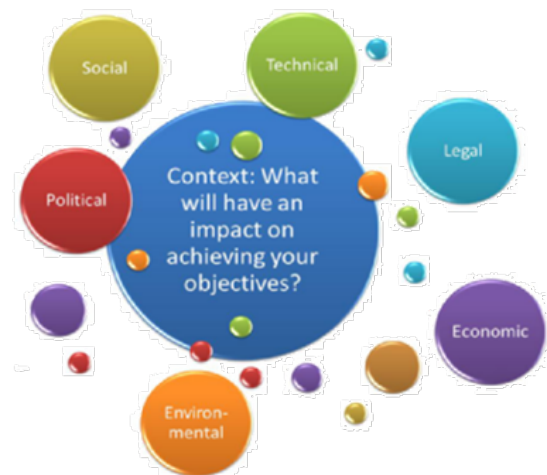 Social
Technical
Legal
Political
Context: What
will have an
impact on
achieving your
objectives?
Economic
Environ-
mental